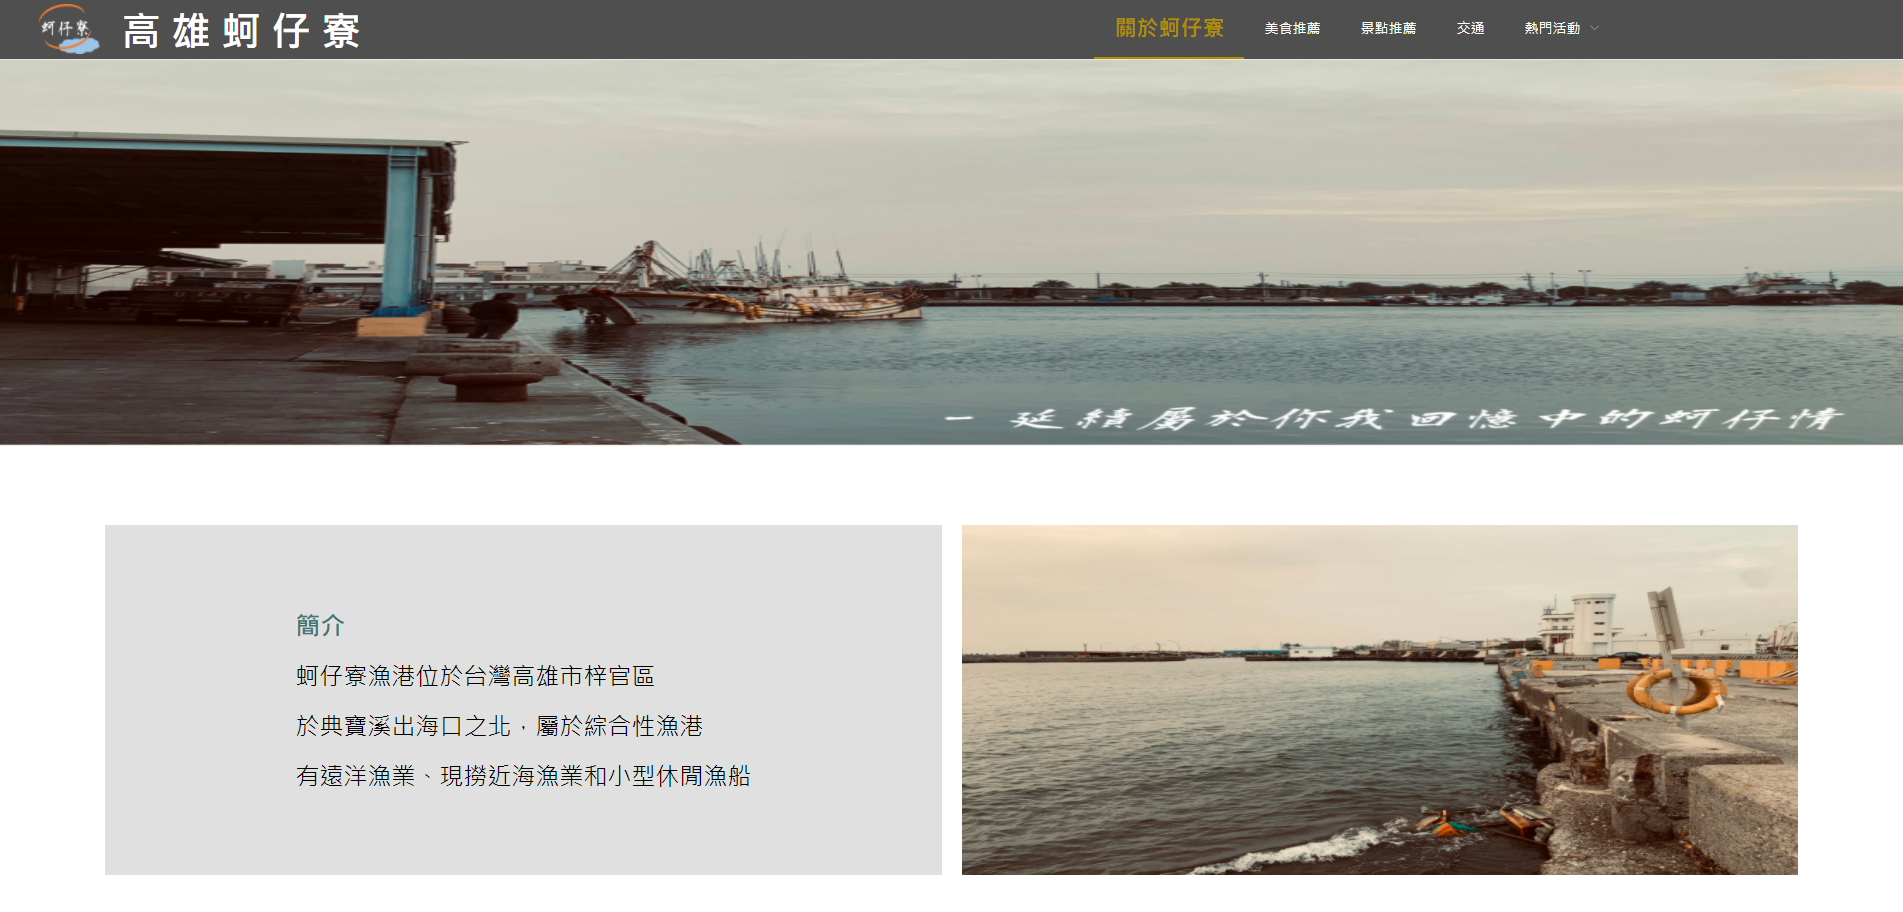 蚵仔寮
高雄蚵仔寮
關於蚵仔寮
美食推薦
景點推薦
交通
熱門活動
一 延續屬於你我回憶中的蚵仔情
簡介
蚵仔寮漁港位於台灣高雄市梓官區
於典寶溪出海口之北，屬於綜合性漁港
有遠洋漁業、現撈近海漁業和小型休閒漁船